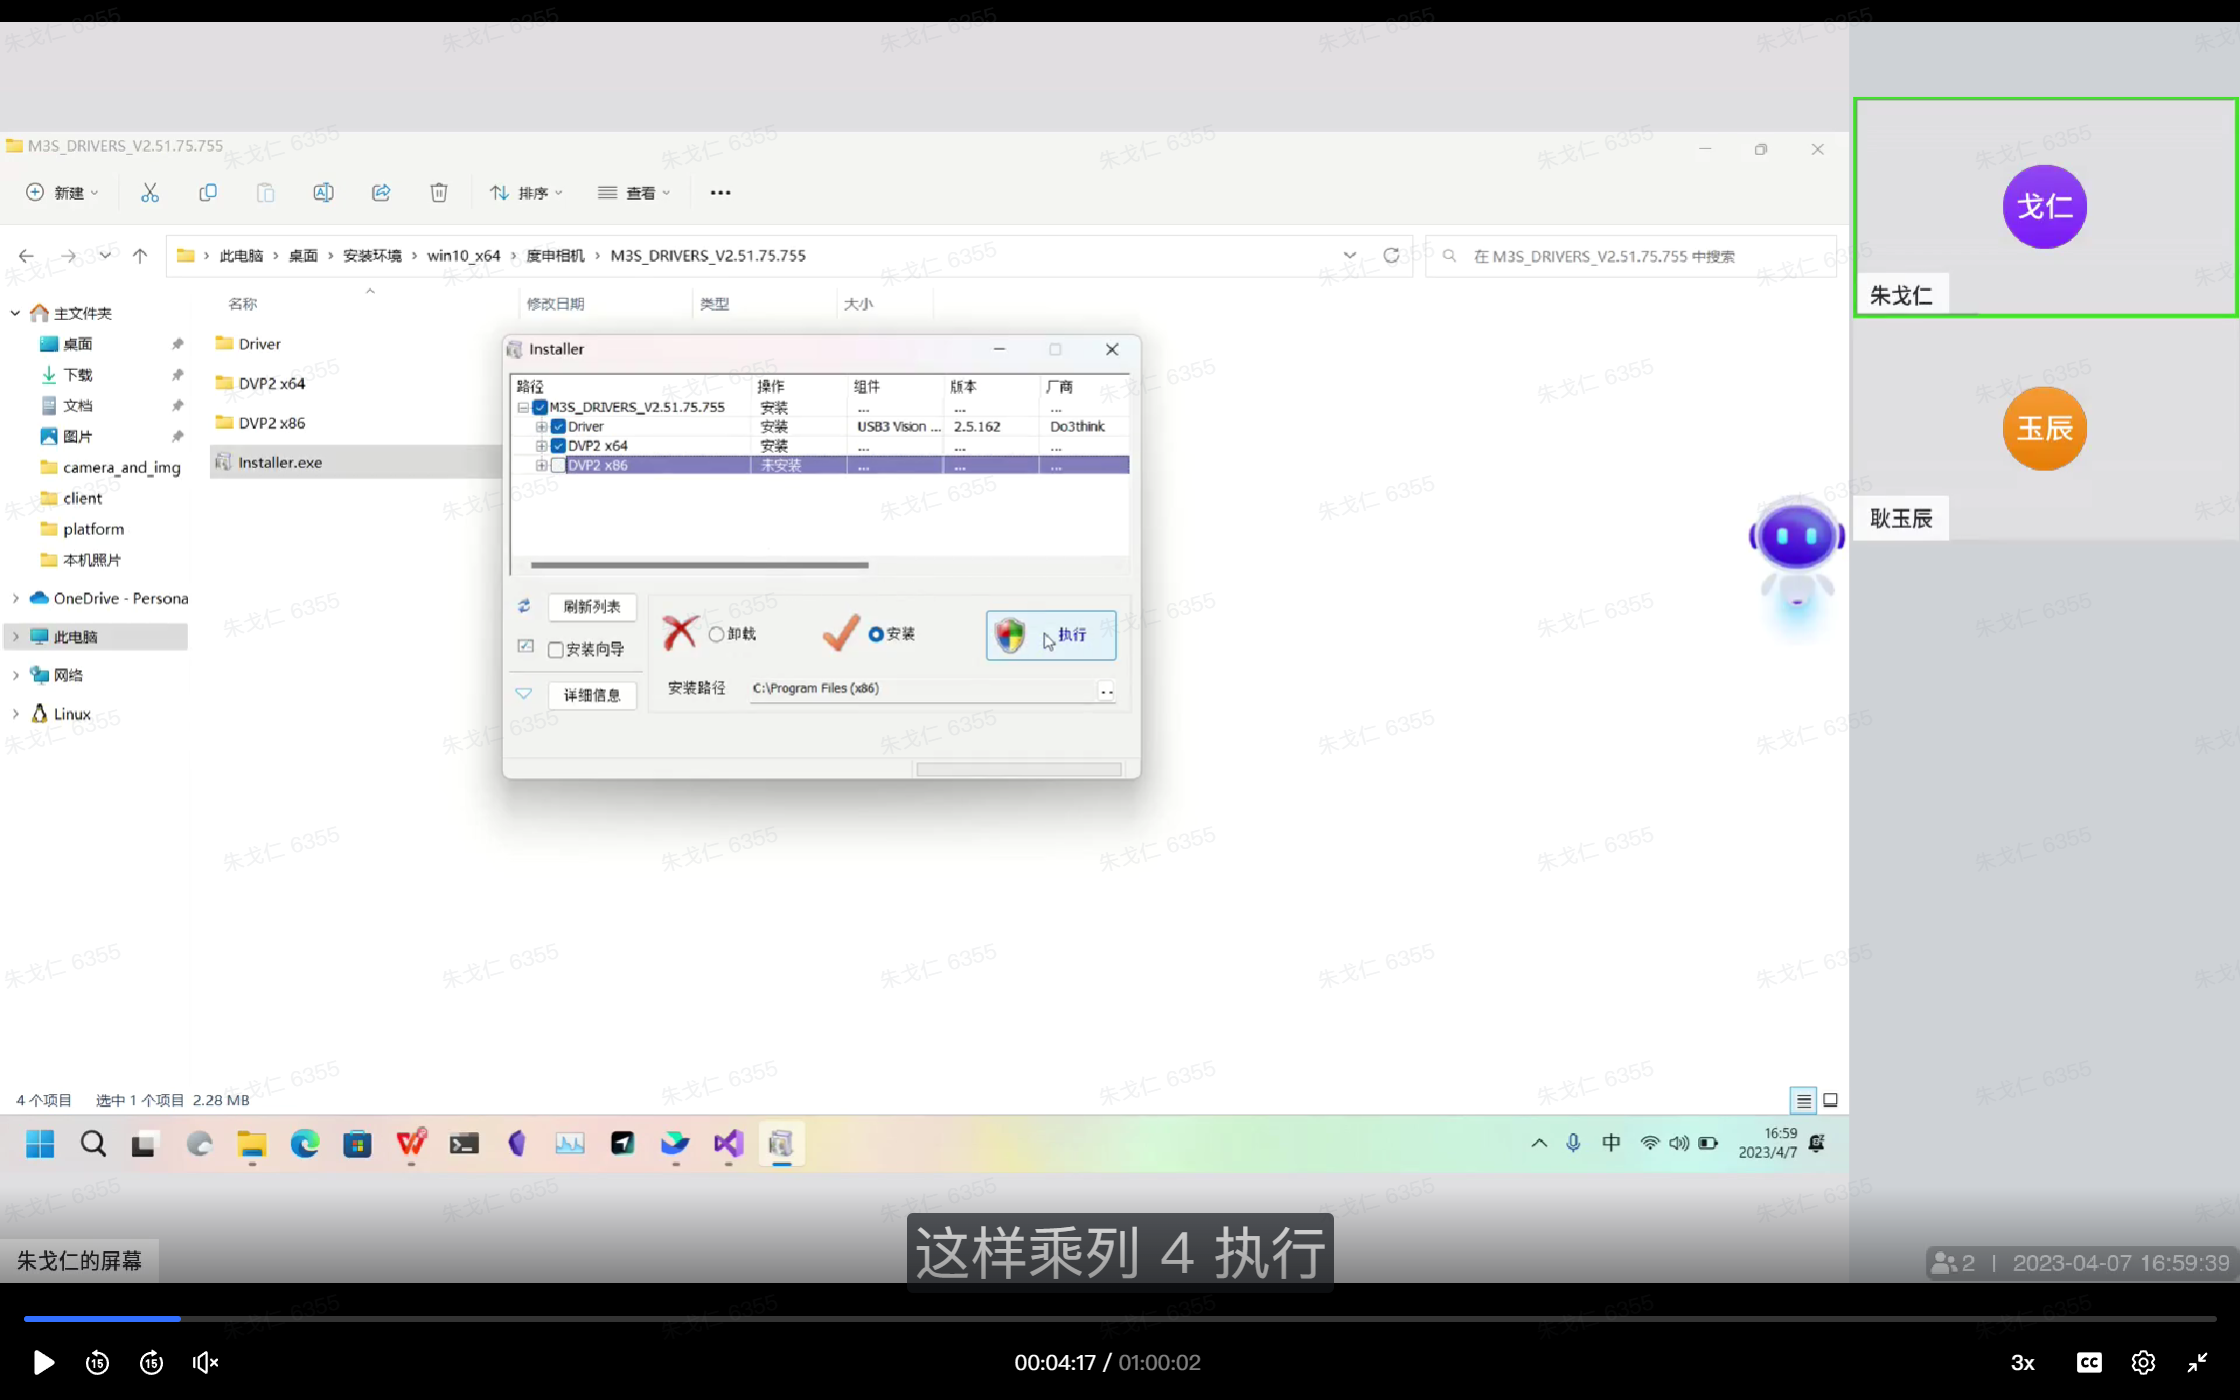 M3S_DRIVERS_V2.51.75.755
新建
排序
查看
此电脑 › 桌面 › 安装环境 › win10_x64 › 度申相机 › M3S_DRIVERS_V2.51.75.755
在 M3S_DRIVERS_V2.51.75.755 中搜索
名称 修改日期 类型 大小
主文件夹
桌面
下载
文档
图片
camera_and_img
client
platform
本机照片
OneDrive - Persona
此电脑
网络
Linux
Driver
DVP2 x64
DVP2 x86
Installer.exe
Installer
路径 操作 组件 版本 厂商
M3S_DRIVERS_V2.51.75.755 安装 ... ... ...
Driver 安装 USB3 Vision ... 2.5.162 Do3think
DVP2 x64 安装 ... ... ...
DVP2 x86 未安装 ... ... ...
刷新列表
安装向导
详细信息
卸载
安装
执行
安装路径 C:\Program Files (x86) ..
戈仁
朱戈仁
玉辰
耿玉辰
4 个项目 选中 1 个项目 2.28 MB
中
16:59
2023/4/7
朱戈仁的屏幕
这样乘列 4 执行
2 | 2023-04-07 16:59:39
15
15
00:04:17 / 01:00:02
3x
CC
朱戈仁 6355